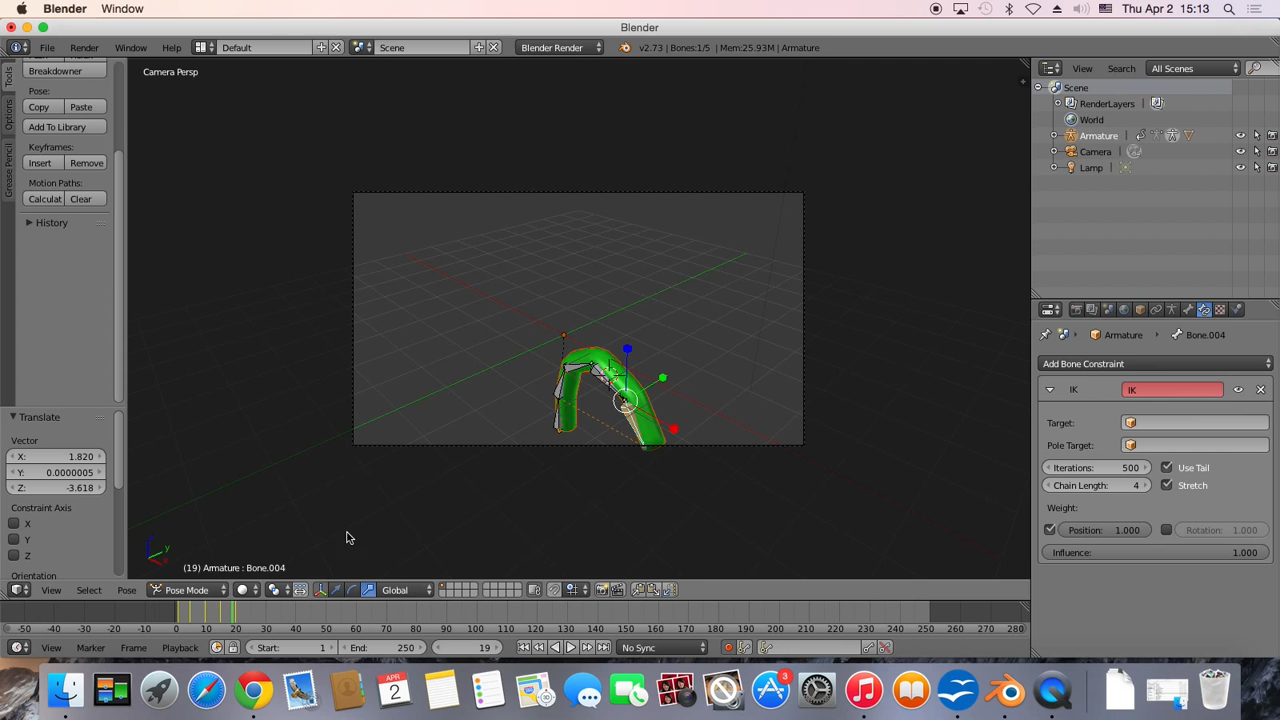 Blender Window Thu Apr 2 15:13
Blender
File Render Window Help Default Scene Blender Render v2.73 | Bones:1/5 | Mem:25.93M | Armature
Tools
Options
Grease Pencil
Breakdowner
Pose:
Copy Paste
Add To Library
Keyframes:
Insert Remove
Motion Paths:
Calculat Clear
History
Translate
Vector
X: 1.820
Y: 0.0000005
Z: -3.618
Constraint Axis
X
Y
Z
Orientation
Camera Persp
z
y
x
(19) Armature : Bone.004
View Select Pose Pose Mode Global
-50 -40 -30 -20 -10 0 10 20 30 40 50 60 70 80 90 100 110 120 130 140 150 160 170 180 190 200 210 220 230 240 250 260 270 280
View Marker Frame Playback Start: 1 End: 250 19 No Sync
View Search All Scenes
Scene
RenderLayers
World
Armature
Camera
Lamp
Armature Bone.004
Add Bone Constraint
IK IK
Target:
Pole Target:
Iterations: 500 Use Tail
Chain Length: 4 Stretch
Weight:
Position: 1.000 Rotation: 1.000
Influence: 1.000
APR
2
3